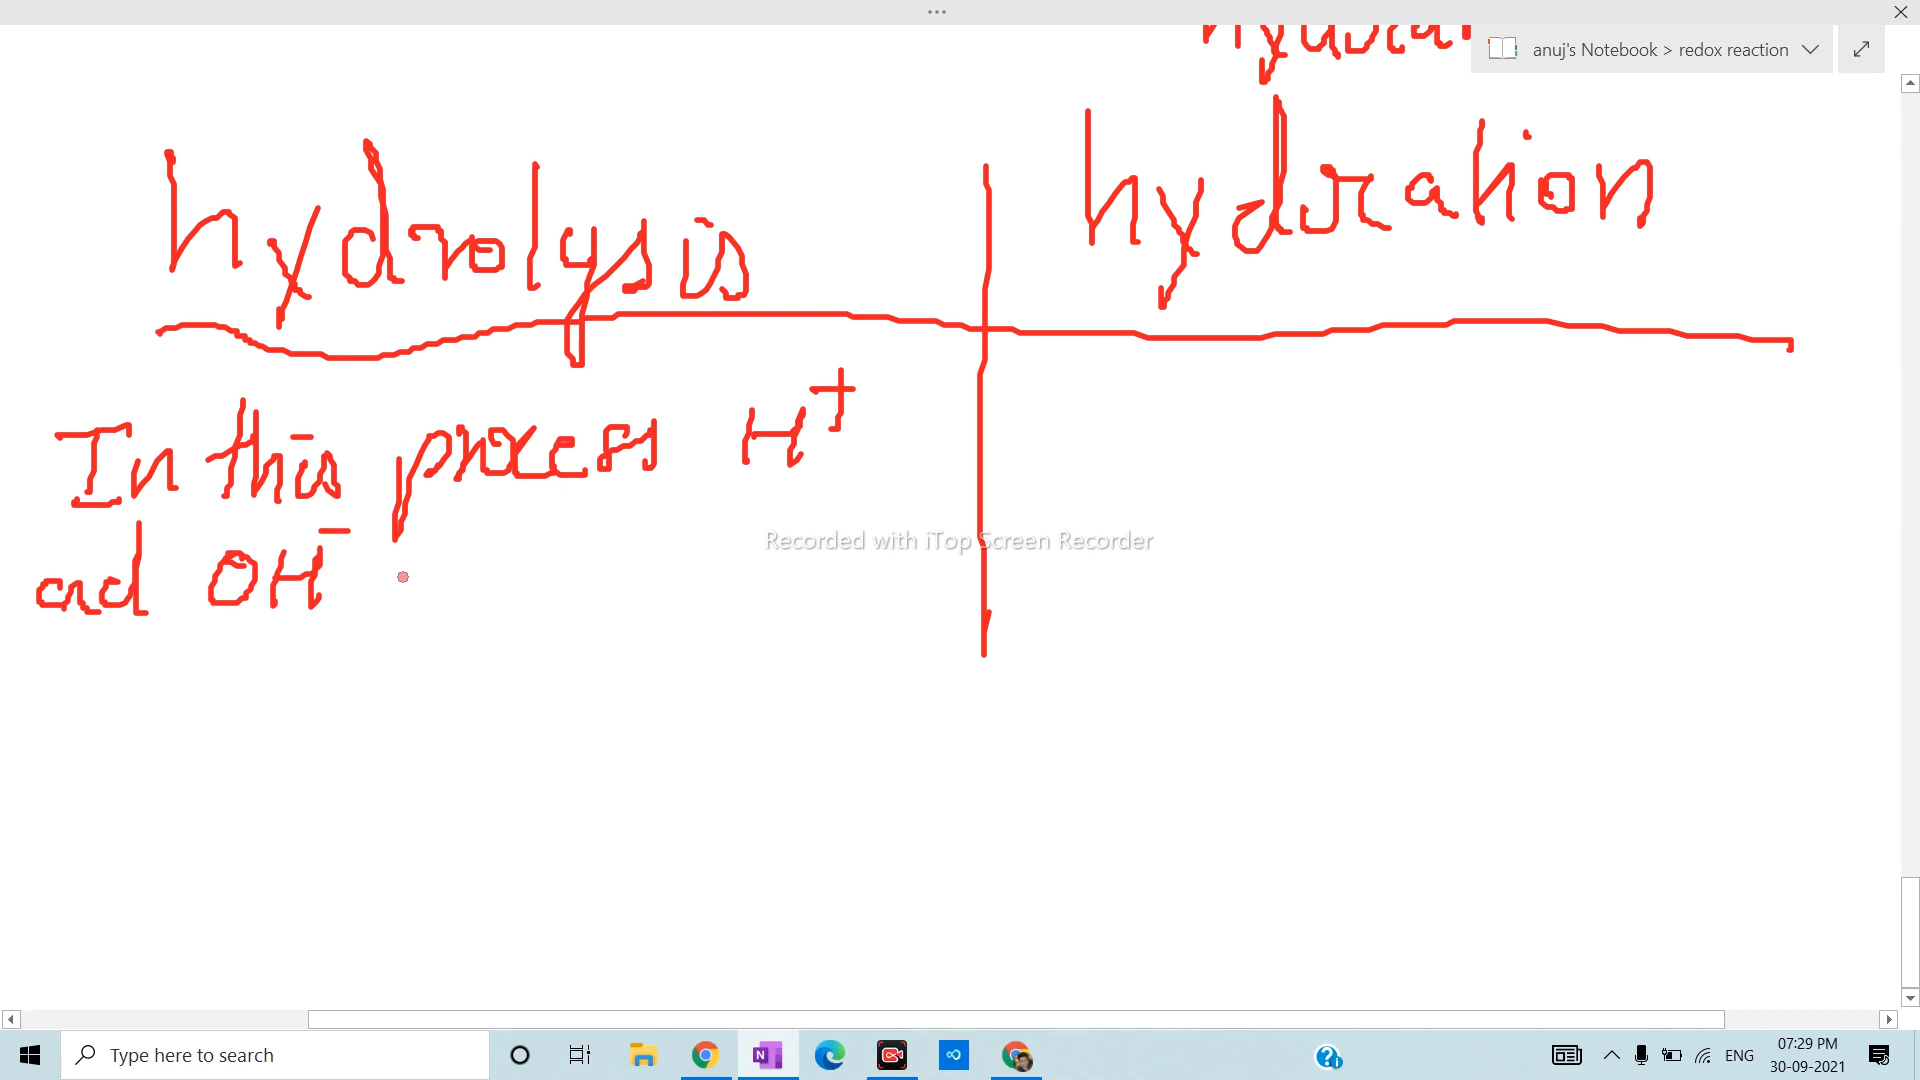 anuj's Notebook > redox reaction
hydrolysis
hydration
In this process H⁺
and OH⁻
Recorded with iTop Screen Recorder
Type here to search
ENG
07:29 PM
30-09-2021